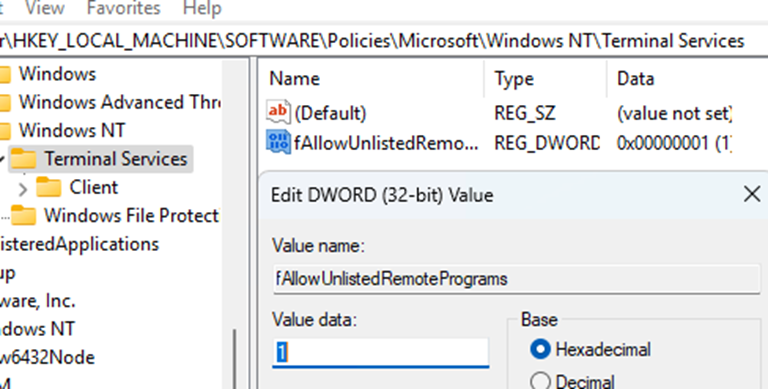 View Favorites Help
r\HKEY_LOCAL_MACHINE\SOFTWARE\Policies\Microsoft\Windows NT\Terminal Services
Windows
Windows Advanced Thr
Windows NT
Terminal Services
Client
Windows File Protect
isteredApplications
up
ware, Inc.
ndows NT
w6432Node
M
Name Type Data
ab (Default) REG_SZ (value not set)
fAllowUnlistedRemo... REG_DWORD 0x00000001 (1)
Edit DWORD (32-bit) Value
Value name:
fAllowUnlistedRemotePrograms
Value data:
1
Base
Hexadecimal
Decimal